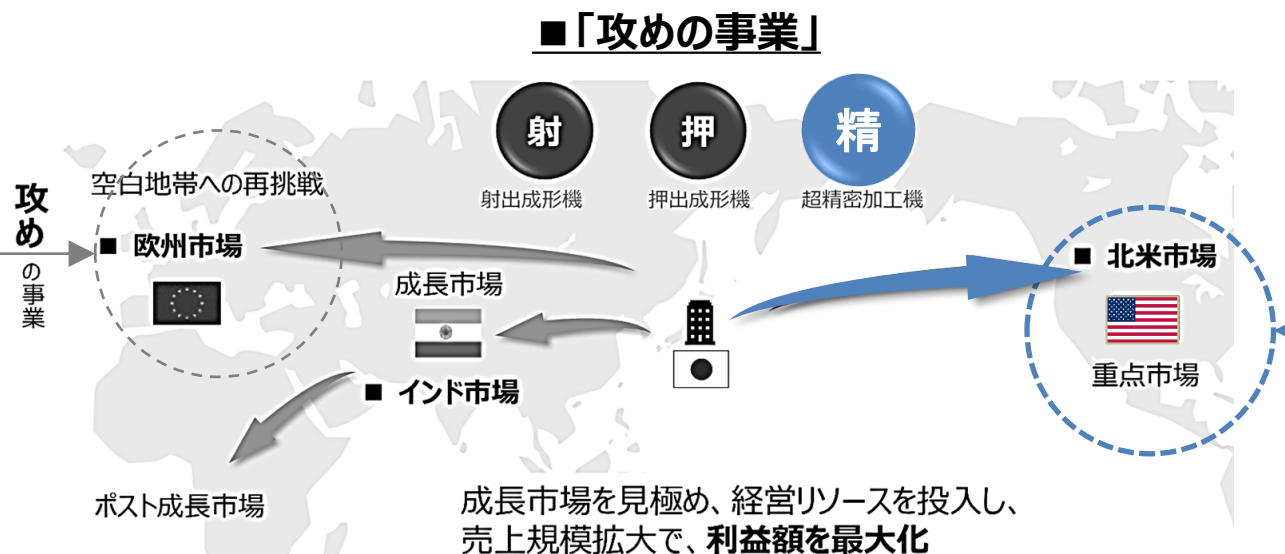 ■「攻めの事業」
射
押
精
射出成形機
押出成形機
超精密加工機
攻めの事業
空白地帯への再挑戦
■ 欧州市場
成長市場
■ インド市場
ポスト成長市場
■ 北米市場
重点市場
成長市場を見極め、経営リソースを投入し、
売上規模拡大で、利益額を最大化